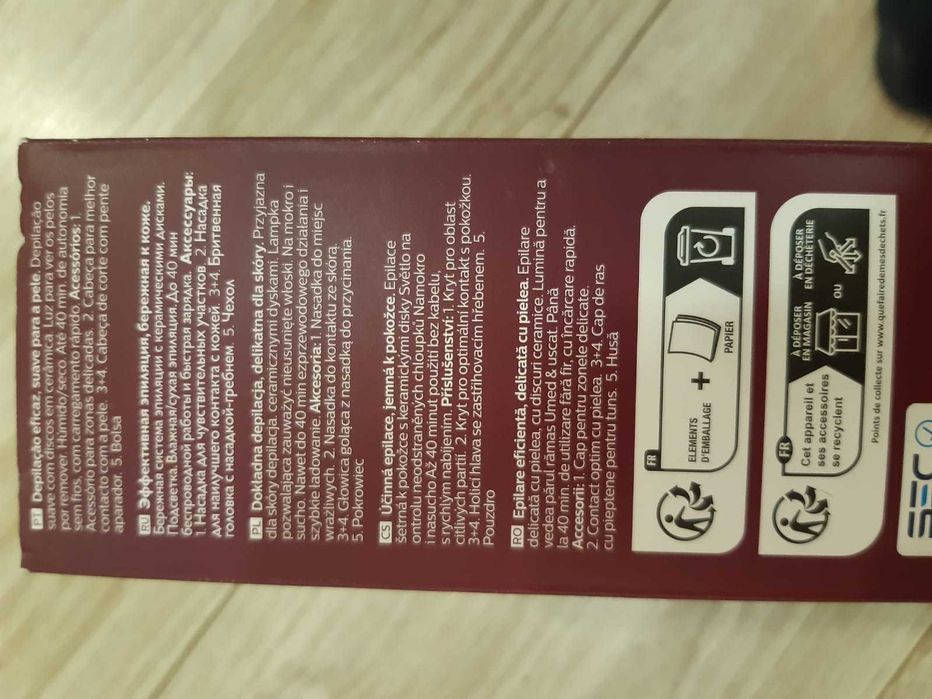 PT Depilação eficaz, suave para a pele. Depilação
suave com discos em cerâmica. Luz para ver os pelos
por remover. Húmido/seco Até 40 min. de autonomia
sem fios, com carregamento rápido. Acessórios: 1.
Acessório para zonas delicadas. 2. Cabeça para melhor
contacto com a pele. 3+4. Cabeça de corte com pente
aparador. 5. Bolsa
RU Эффективная эпиляция, бережная к коже.
Бережная система эпиляции с керамическими дисками.
Подсветка. Влажная/сухая эпиляция. До 40 мин
беспроводной работы и быстрая зарядка. Аксессуары:
1. Насадка для чувствительных участков. 2. Насадка
для наилучшего контакта с кожей. 3+4. Бритвенная
головка с насадкой-гребнем. 5. Чехол
PL Dokładna depilacja, delikatna dla skóry. Przyjazna
dla skóry depilacja ceramicznymi dyskami. Lampka
pozwalająca zauważyć nieusunięte włoski. Na mokro i
sucho Nawet do 40 min bezprzewodowego działania i
szybkie ładowanie. Akcesoria: 1. Nasadka do miejsc
wrażliwych. 2. Nasadka do kontaktu ze skórą.
3+4. Głowica goląca z nasadką do przycinania.
5. Pokrowiec
CS Účinná epilace, jemná k pokožce. Epilace
šetrná k pokožce s keramickými disky Světlo na
ontrolu neodstraněných chloupků Namokro
i nasucho Až 40 minut použití bez kabelu,
s rychlým nabíjením. Příslušenství: 1. Kryt pro oblast
citlivých partií. 2. Kryt pro optimální kontakt s pokožkou.
3+4. Holicí hlava se zastřihovacím hřebenem. 5.
Pouzdro
RO Epilare eficientă, delicată cu pielea. Epilare
delicată cu pielea, cu discuri ceramice. Lumină pentru a
vedea părul rămas Umed & uscat. Până
la 40 min. de utilizare fără fir, cu încărcare rapidă.
Accesorii: 1. Cap pentru zonele delicate.
2. Contact optim cu pielea. 3+4. Cap de ras
cu pieptene pentru tuns. 5. Husă
FR
ELEMENTS
D'EMBALLAGE
+
PAPIER
FR
Cet appareil et
ses accessoires
se recyclent
À DÉPOSER
EN MAGASIN
OU
À DÉPOSER
EN DÉCHÈTERIE
Points de collecte sur www.quefairedemesdechets.fr